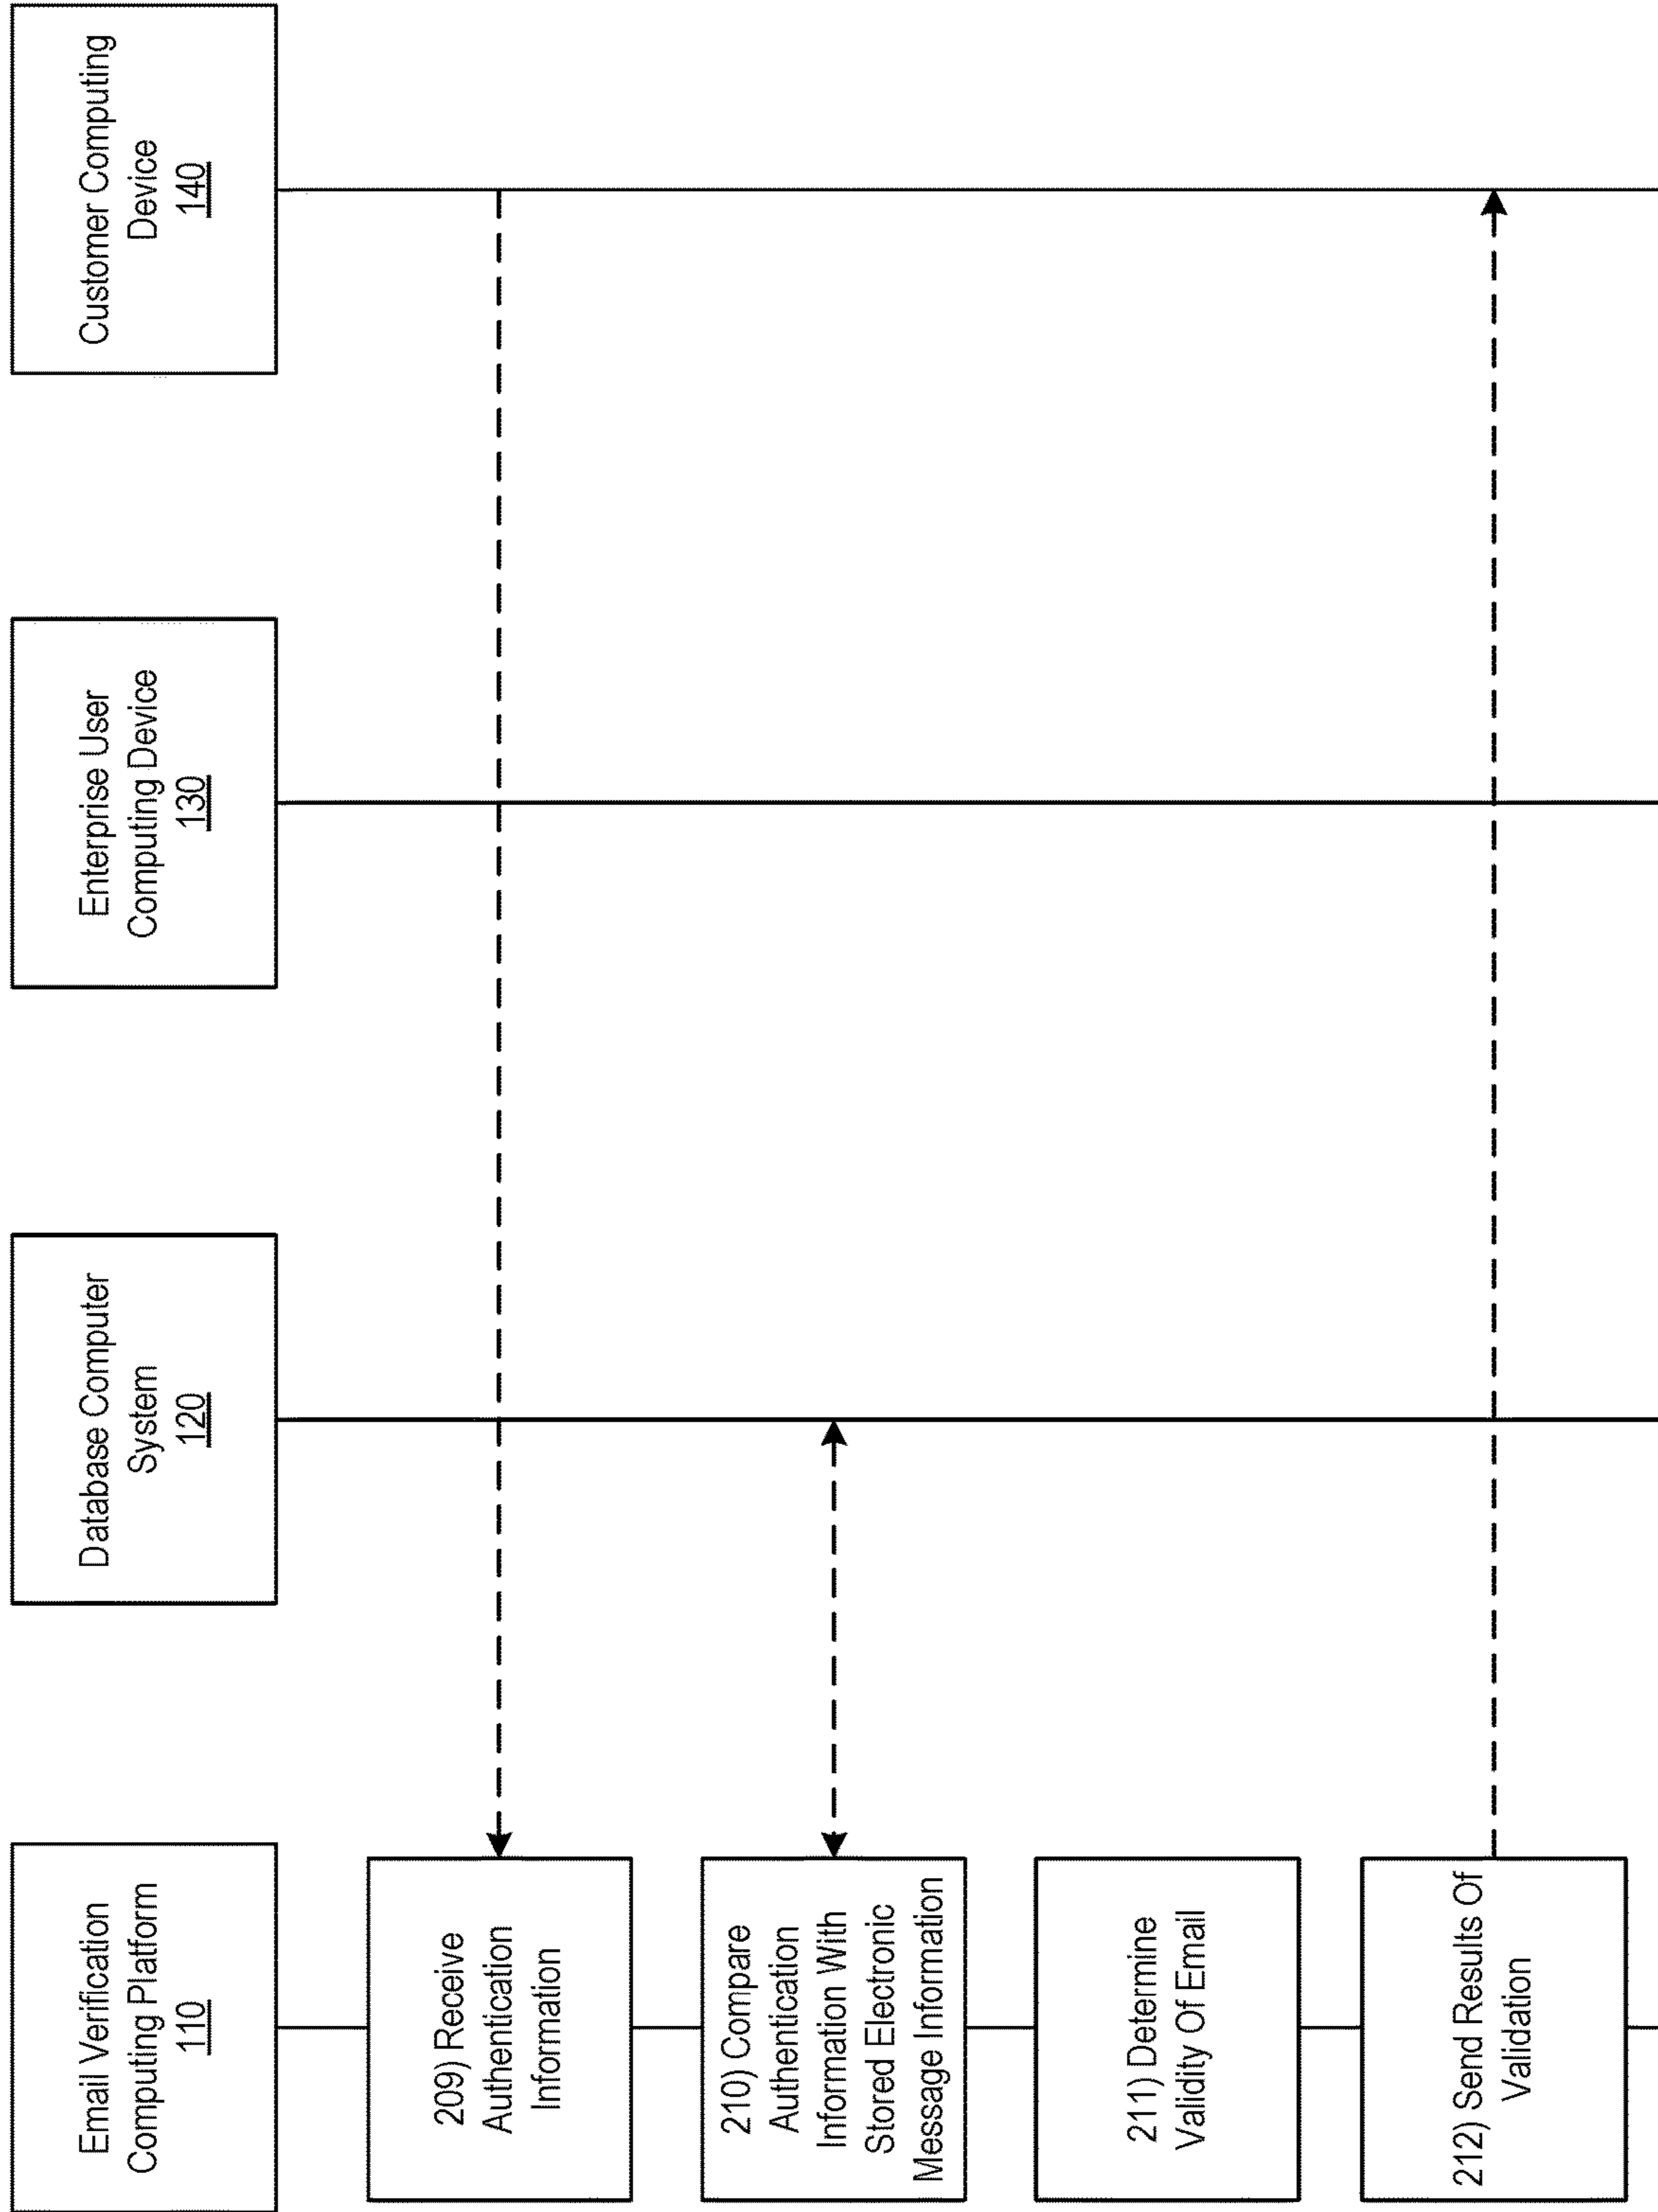 Email Verification
Computing Platform
110
Database Computer
System
120
Enterprise User
Computing Device
130
Customer Computing
Device
140
209) Receive
Authentication
Information
210) Compare
Authentication
Information With
Stored Electronic
Message Information
211) Determine
Validity Of Email
212) Send Results Of
Validation